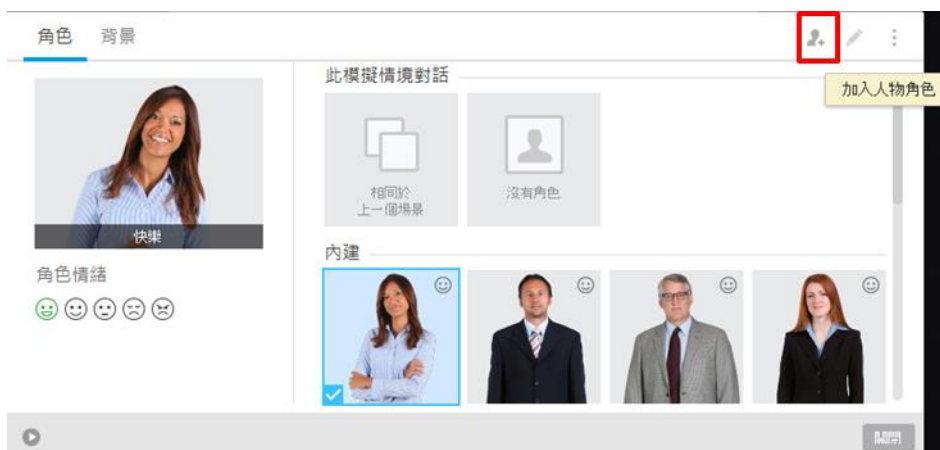 角色 背景
加入人物角色
此模擬情境對話
相同於
上一個場景
沒有角色
快樂
角色情緒
內建
關閉